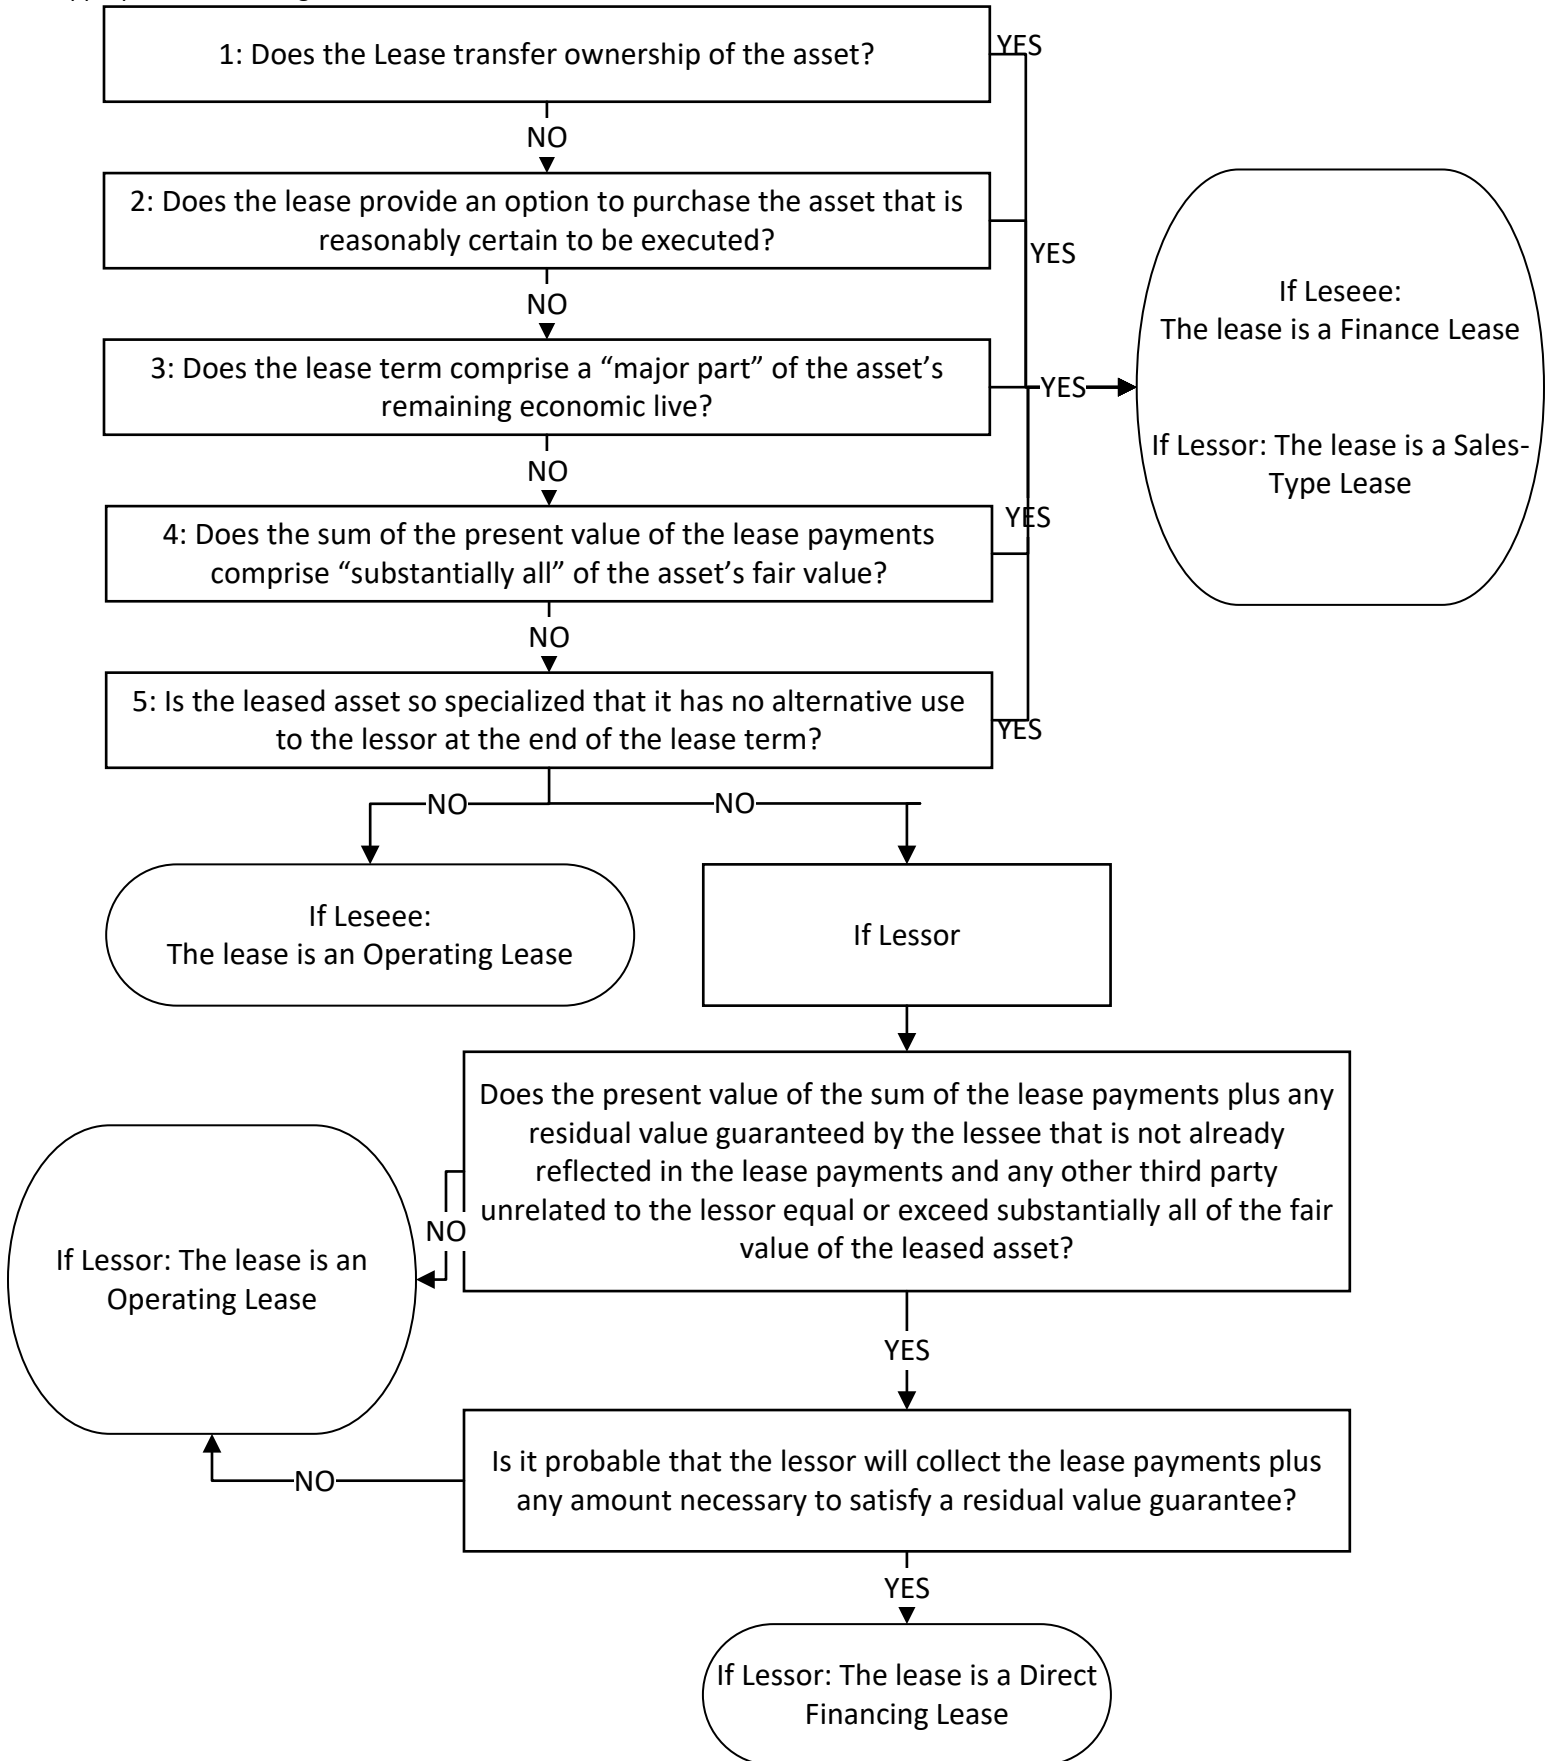 1: Does the Lease transfer ownership of the asset?
YES
NO
2: Does the lease provide an option to purchase the asset that is
reasonably certain to be executed?
YES
NO
3: Does the lease term comprise a “major part” of the asset’s
remaining economic live?
YES
If Leseee:
The lease is a Finance Lease
If Lessor: The lease is a Sales-
Type Lease
NO
4: Does the sum of the present value of the lease payments
comprise “substantially all” of the asset’s fair value?
YES
NO
5: Is the leased asset so specialized that it has no alternative use
to the lessor at the end of the lease term?
YES
NO
NO
If Leseee:
The lease is an Operating Lease
If Lessor
Does the present value of the sum of the lease payments plus any
residual value guaranteed by the lessee that is not already
reflected in the lease payments and any other third party
unrelated to the lessor equal or exceed substantially all of the fair
value of the leased asset?
NO
If Lessor: The lease is an
Operating Lease
YES
Is it probable that the lessor will collect the lease payments plus
any amount necessary to satisfy a residual value guarantee?
NO
YES
If Lessor: The lease is a Direct
Financing Lease